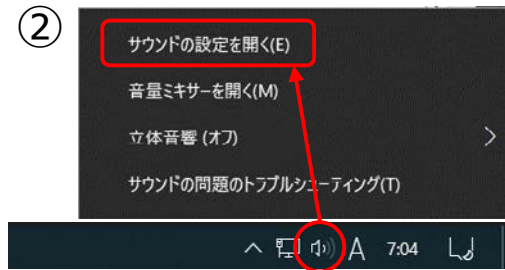 ②
サウンドの設定を開く(E)
音量ミキサーを開く(M)
立体音響 (オフ)
サウンドの問題のトラブルシューティング(T)
A 7:04